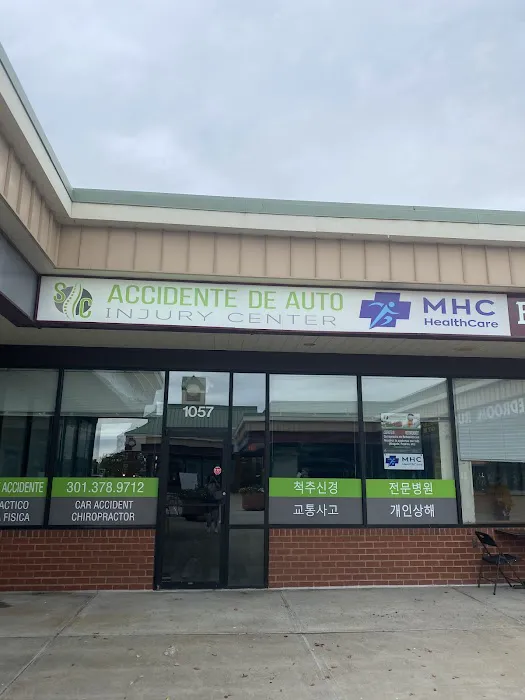 SC
ACCIDENTE DE AUTO
INJURY CENTER
MHC
HealthCare
1057
ACCIDENTE
ACTICO
FISICA
301.378.9712
CAR ACCIDENT
CHIROPRACTOR
척추신경
교통사고
MHC
전문병원
개인상해